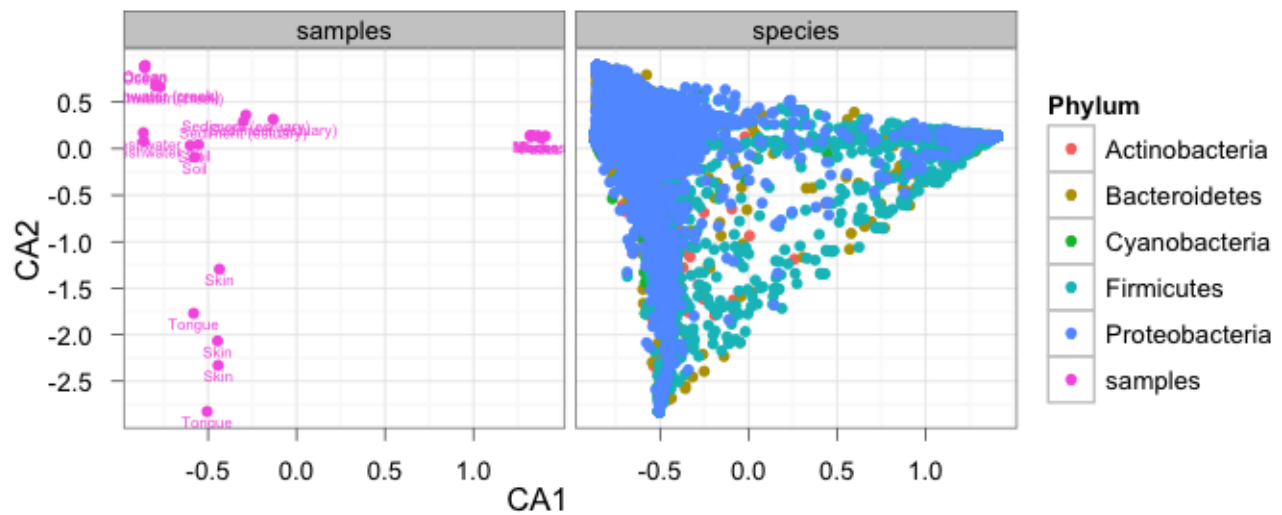 samples
species
CA2
0.5
0.0
-0.5
-1.0
-1.5
-2.0
-2.5
Ocean
Sediment (estuary)
Soil
Skin
Tongue
Skin
Skin
Tongue
-0.5 0.0 0.5 1.0
-0.5 0.0 0.5 1.0
CA1
Phylum
Actinobacteria
Bacteroidetes
Cyanobacteria
Firmicutes
Proteobacteria
samples